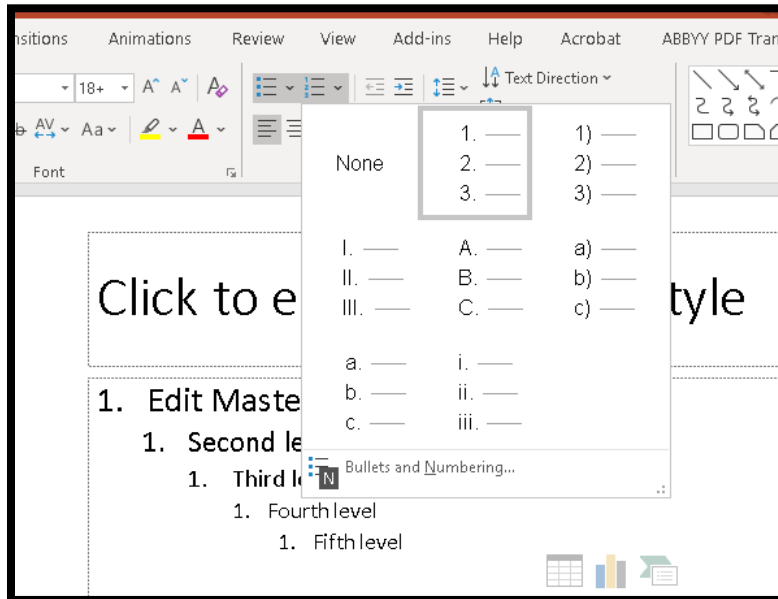 nsitions Animations Review View Add-ins Help Acrobat ABBYY PDF Tran
18+ A A A Text Direction
b AV Aa A
Font
None
1.
2.
3.
1)
2)
3)
I.
II.
III.
A.
B.
C.
a)
b)
c)
a.
b.
c.
i.
ii.
iii.
Bullets and Numbering...
N
Click to e tyle
1. Edit Maste
1. Second le
1. Third l
1. Fourth level
1. Fifth level